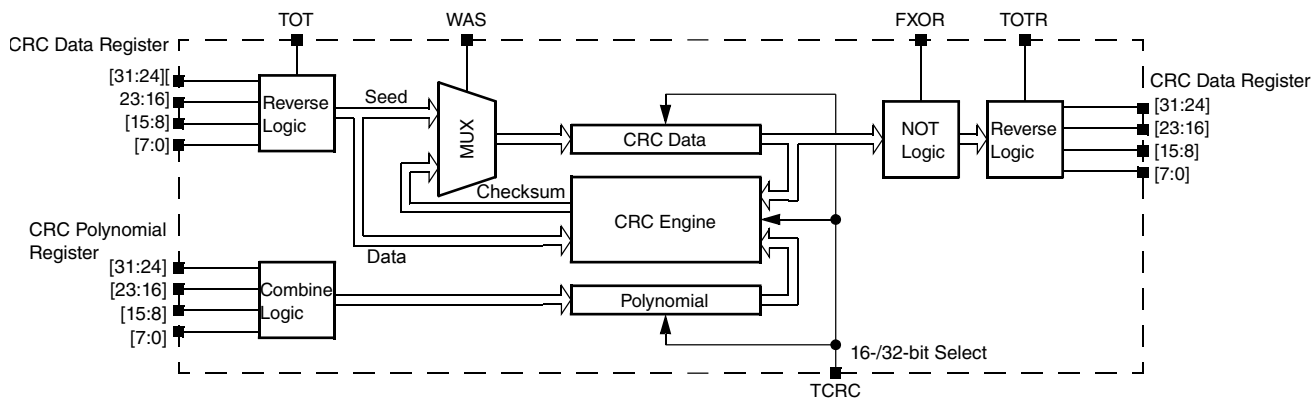 TOT
WAS
FXOR
TOTR
CRC Data Register
[31:24][
23:16]
[15:8]
[7:0]
Reverse
Logic
Seed
MUX
CRC Data
NOT
Logic
Reverse
Logic
CRC Data Register
[31:24]
[23:16]
[15:8]
[7:0]
Checksum
CRC Engine
Data
CRC Polynomial
Register
[31:24]
[23:16]
[15:8]
[7:0]
Combine
Logic
Polynomial
16-/32-bit Select
TCRC